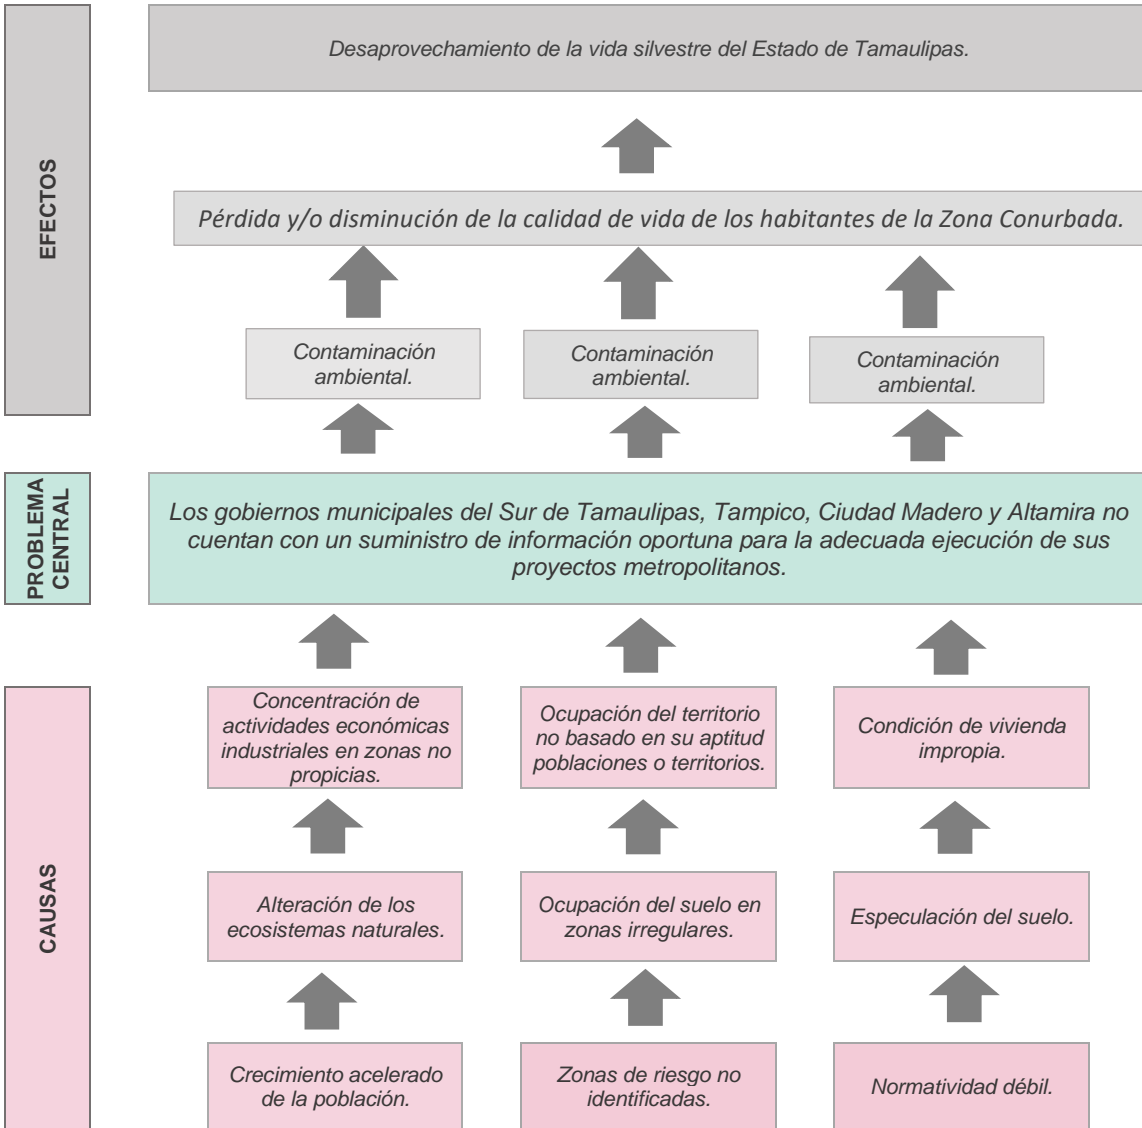 EFECTOS
Desaprovechamiento de la vida silvestre del Estado de Tamaulipas.
Pérdida y/o disminución de la calidad de vida de los habitantes de la Zona Conurbada.
Contaminación
ambiental.
Contaminación
ambiental.
Contaminación
ambiental.
PROBLEMA
CENTRAL
Los gobiernos municipales del Sur de Tamaulipas, Tampico, Ciudad Madero y Altamira no
cuentan con un suministro de información oportuna para la adecuada ejecución de sus
proyectos metropolitanos.
CAUSAS
Concentración de
actividades económicas
industriales en zonas no
propicias.
Ocupación del territorio
no basado en su aptitud
poblaciones o territorios.
Condición de vivienda
impropia.
Alteración de los
ecosistemas naturales.
Ocupación del suelo en
zonas irregulares.
Especulación del suelo.
Crecimiento acelerado
de la población.
Zonas de riesgo no
identificadas.
Normatividad débil.